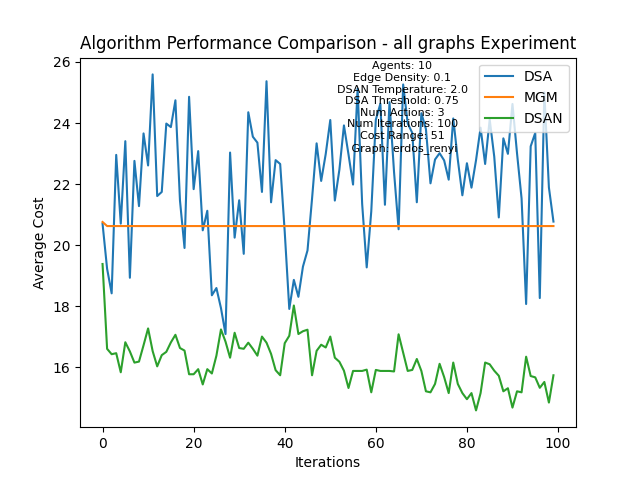 Algorithm Performance Comparison - all graphs Experiment
Agents: 10
Edge Density: 0.1
DSAN Temperature: 2.0
DSA Threshold: 0.75
Num Actions: 3
Num Iterations: 100
Cost Range: 51
Graph: erdos_renyi
DSA
MGM
DSAN
26
24
22
20
18
16
Average Cost
0 20 40 60 80 100
Iterations